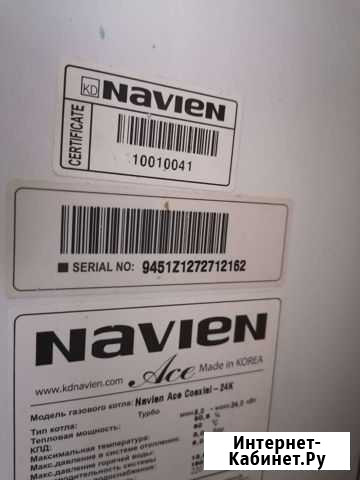 KD NAVIEN
CERTIFICATE
10010041
SERIAL NO: 9451Z1272712162
NAVIEN
www.kdnavien.com Ace Made in KOREA
Модель газового котла: Navien Ace Coaxial-24K
Тип котла: Турбо
Тепловая мощность:
КПД:
Максимальная температура:
Макс.давление в системе отопления:
Макс.давление горячей воды:
Интернет-
Кабинет.Ру